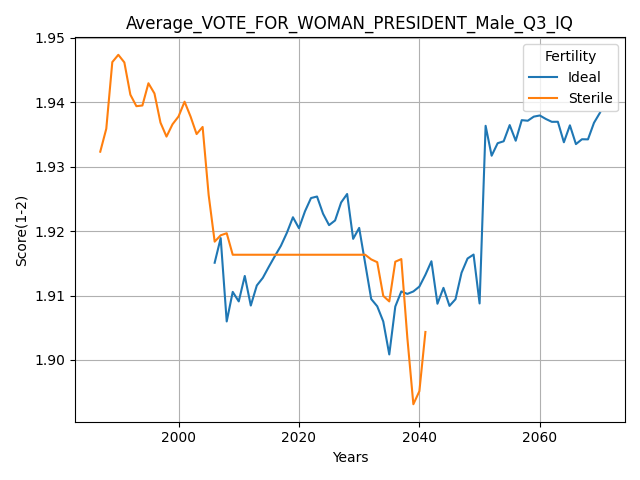 Average_VOTE_FOR_WOMAN_PRESIDENT_Male_Q3_IQ
Fertility
Ideal
Sterile
Score(1-2)
1.95
1.94
1.93
1.92
1.91
1.90
2000
2020
2040
2060
Years